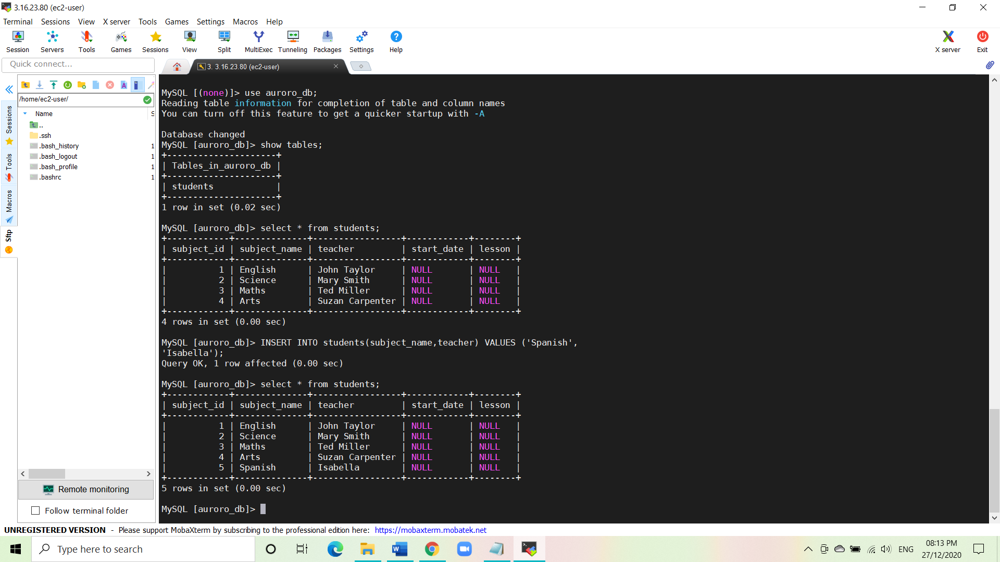 3.16.23.80 (ec2-user)
Terminal Sessions View X server Tools Games Settings Macros Help
Session Servers Tools Games Sessions View Split MultiExec Tunneling Packages Settings Help X server Exit
Quick connect...
3. 3.16.23.80 (ec2-user)
/home/ec2-user/
Name S
..
.ssh
.bash_history 1
.bash_logout 1
.bash_profile 1
.bashrc 1
Sessions
Tools
Macros
Sftp
Remote monitoring
Follow terminal folder
MySQL [(none)]> use auroro_db;
Reading table information for completion of table and column names
You can turn off this feature to get a quicker startup with -A
Database changed
MySQL [auroro_db]> show tables;
+---------------------+
| Tables_in_auroro_db |
+---------------------+
| students            |
+---------------------+
1 row in set (0.02 sec)
MySQL [auroro_db]> select * from students;
+------------+--------------+-----------------+------------+--------+
| subject_id | subject_name | teacher         | start_date | lesson |
+------------+--------------+-----------------+------------+--------+
|          1 | English      | John Taylor     | NULL       | NULL   |
|          2 | Science      | Mary Smith      | NULL       | NULL   |
|          3 | Maths        | Ted Miller      | NULL       | NULL   |
|          4 | Arts         | Suzan Carpenter | NULL       | NULL   |
+------------+--------------+-----------------+------------+--------+
4 rows in set (0.00 sec)
MySQL [auroro_db]> INSERT INTO students(subject_name,teacher) VALUES ('Spanish',
'Isabella');
Query OK, 1 row affected (0.00 sec)
MySQL [auroro_db]> select * from students;
+------------+--------------+-----------------+------------+--------+
| subject_id | subject_name | teacher         | start_date | lesson |
+------------+--------------+-----------------+------------+--------+
|          1 | English      | John Taylor     | NULL       | NULL   |
|          2 | Science      | Mary Smith      | NULL       | NULL   |
|          3 | Maths        | Ted Miller      | NULL       | NULL   |
|          4 | Arts         | Suzan Carpenter | NULL       | NULL   |
|          5 | Spanish      | Isabella        | NULL       | NULL   |
+------------+--------------+-----------------+------------+--------+
5 rows in set (0.00 sec)
MySQL [auroro_db]>
UNREGISTERED VERSION - Please support MobaXterm by subscribing to the professional edition here: https://mobaxterm.mobatek.net
Type here to search
ENG
08:13 PM
27/12/2020